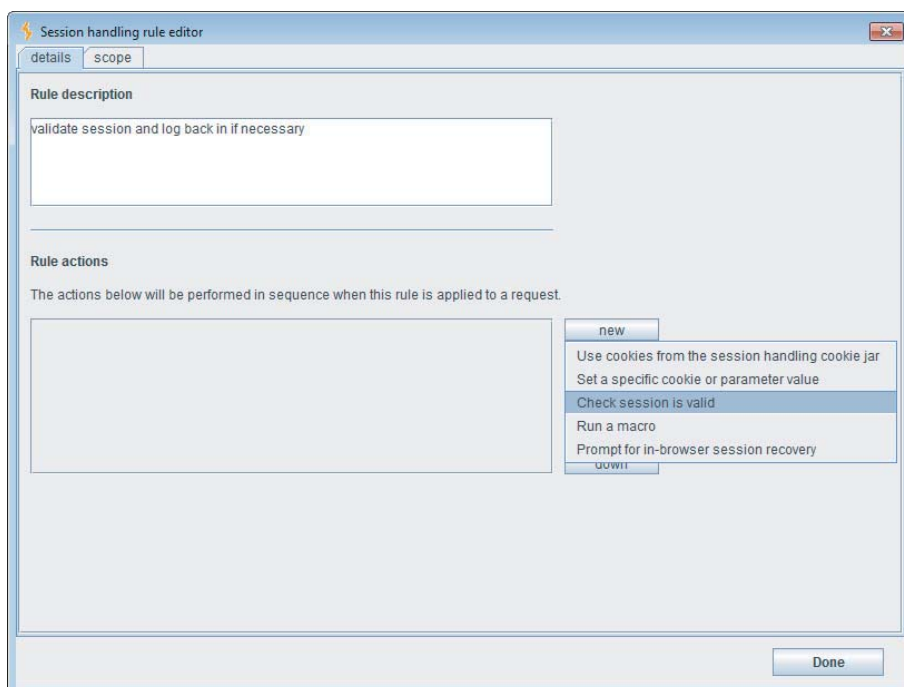 Session handling rule editor
details scope
Rule description
validate session and log back in if necessary
Rule actions
The actions below will be performed in sequence when this rule is applied to a request.
new
Use cookies from the session handling cookie jar
Set a specific cookie or parameter value
Check session is valid
Run a macro
Prompt for in-browser session recovery
down
Done